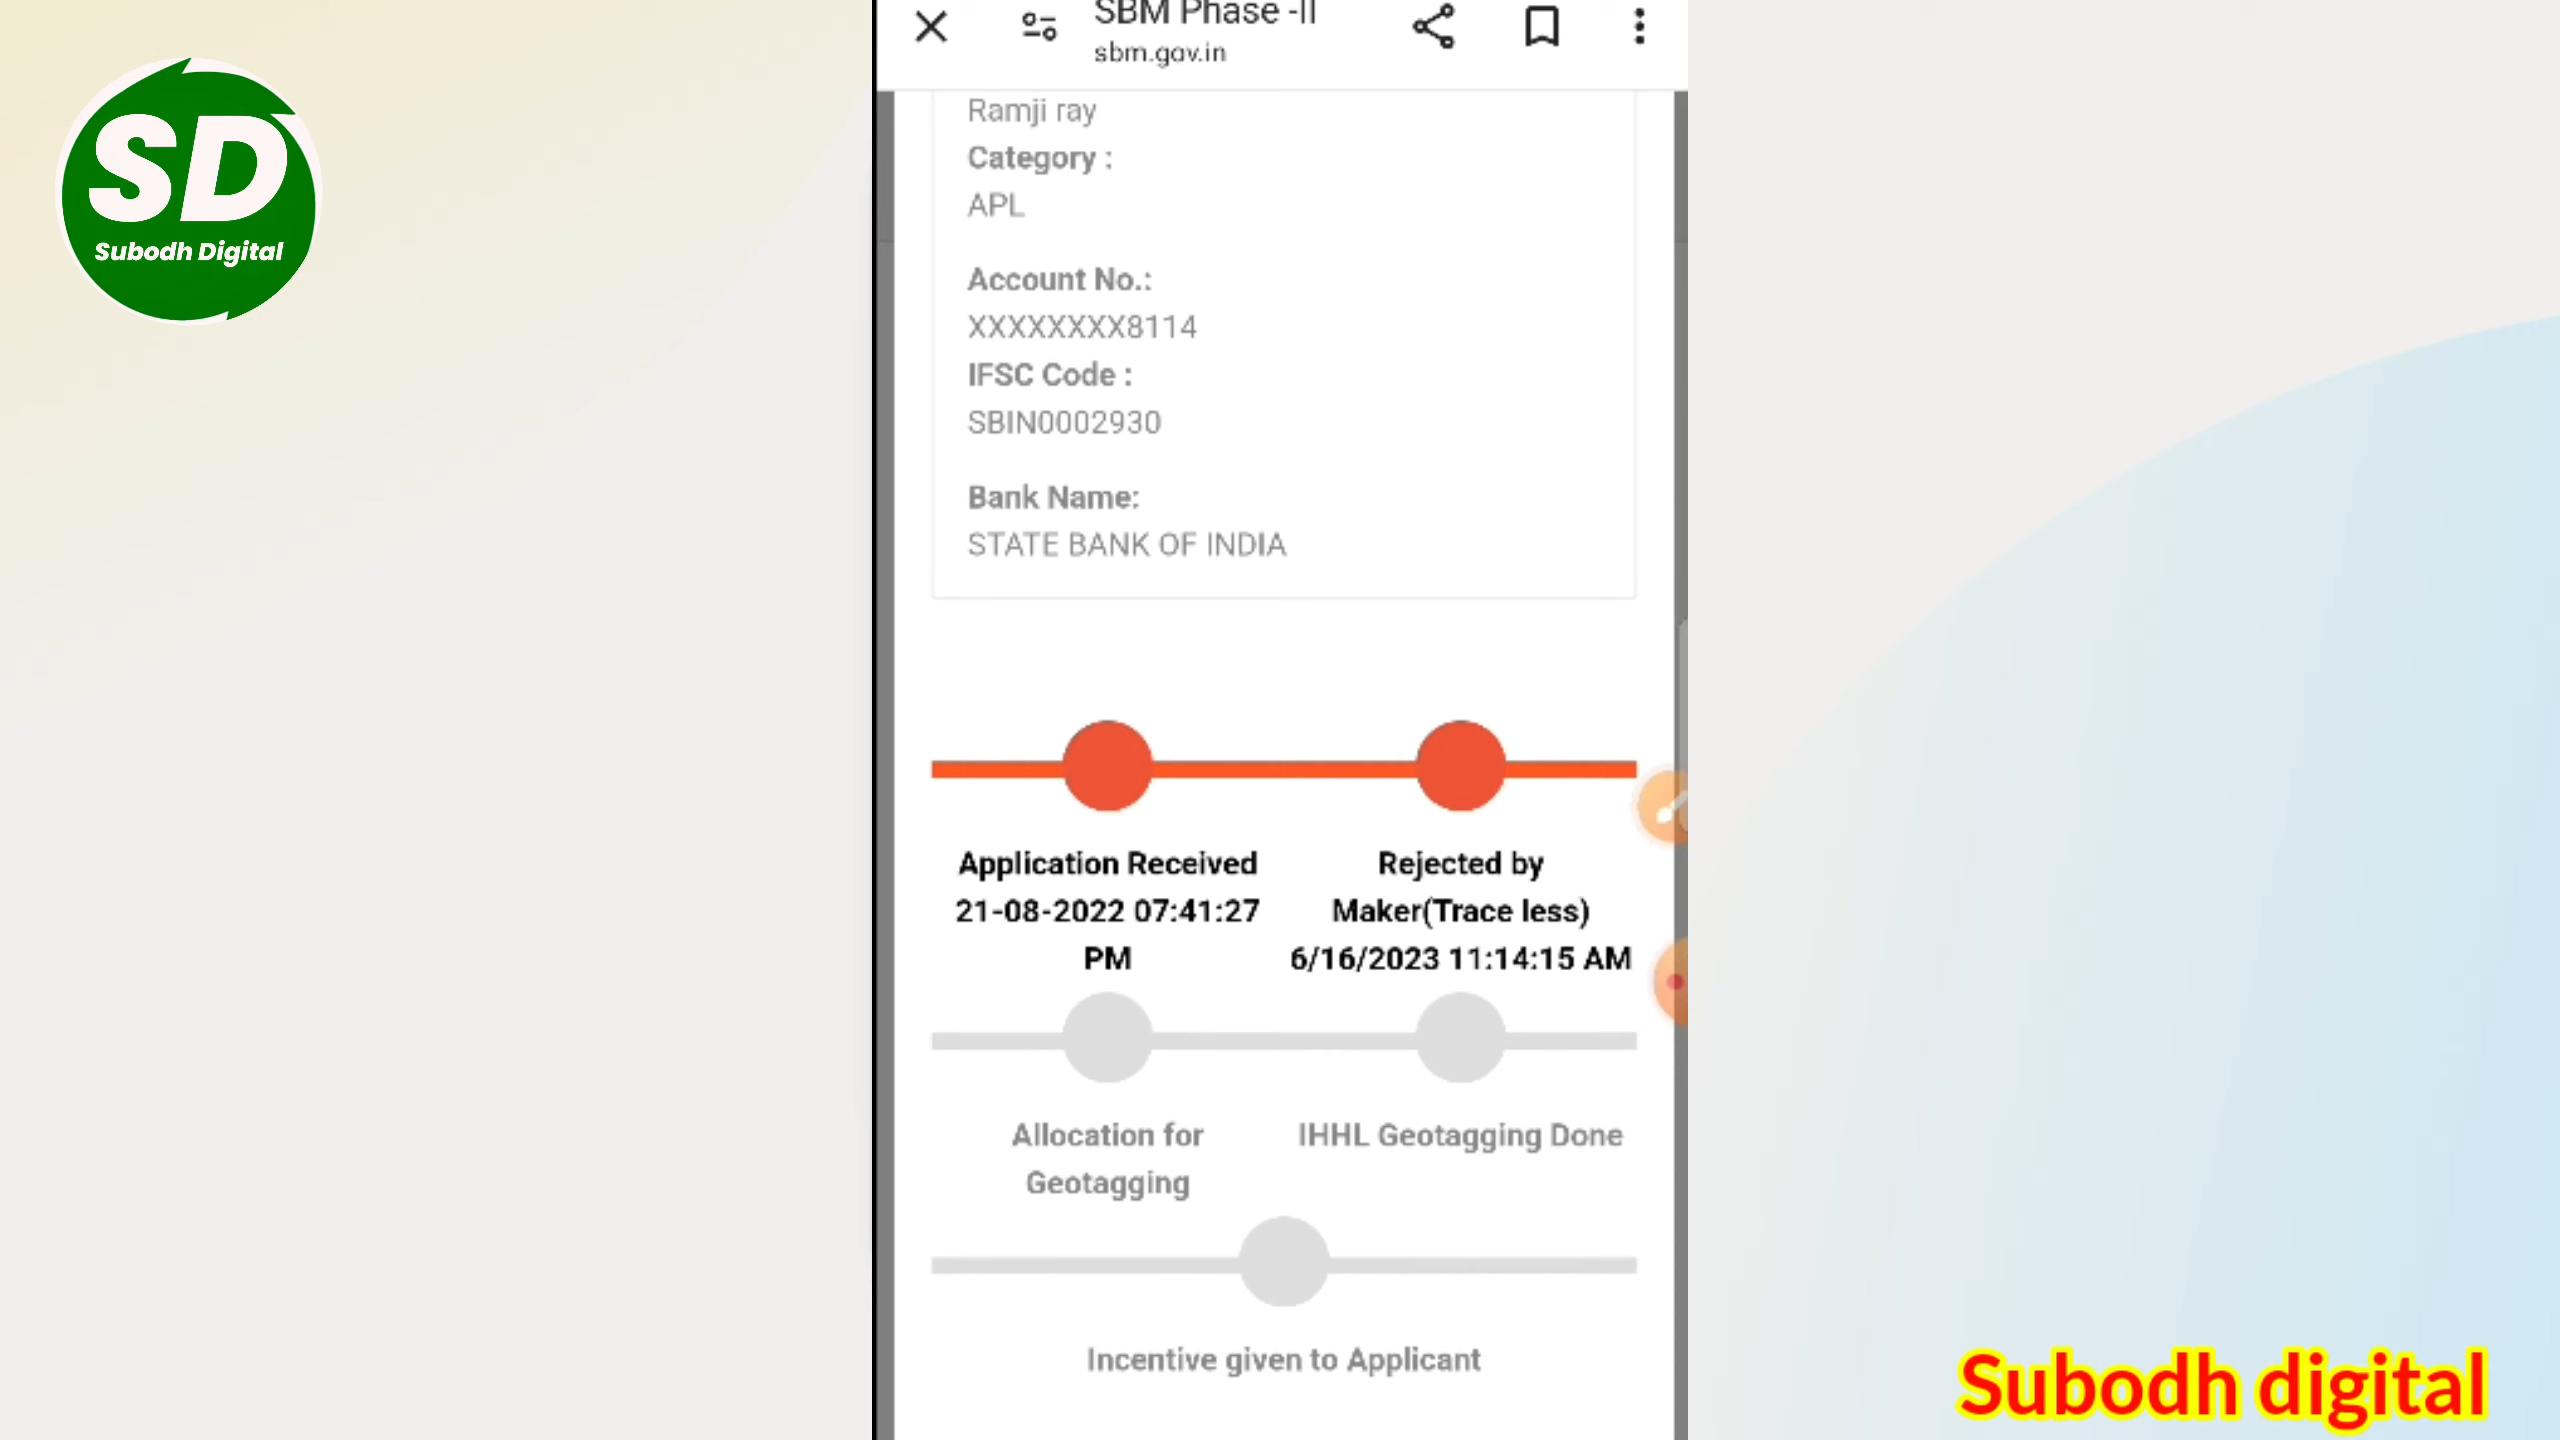 SD
Subodh Digital
SBM Phase -II
sbm.gov.in
Ramji ray
Category :
APL
Account No.:
XXXXXXXX8114
IFSC Code :
SBIN0002930
Bank Name:
STATE BANK OF INDIA
Application Received
21-08-2022 07:41:27
PM
Rejected by
Maker(Trace less)
6/16/2023 11:14:15 AM
Allocation for
Geotagging
IHHL Geotagging Done
Incentive given to Applicant
Subodh digital